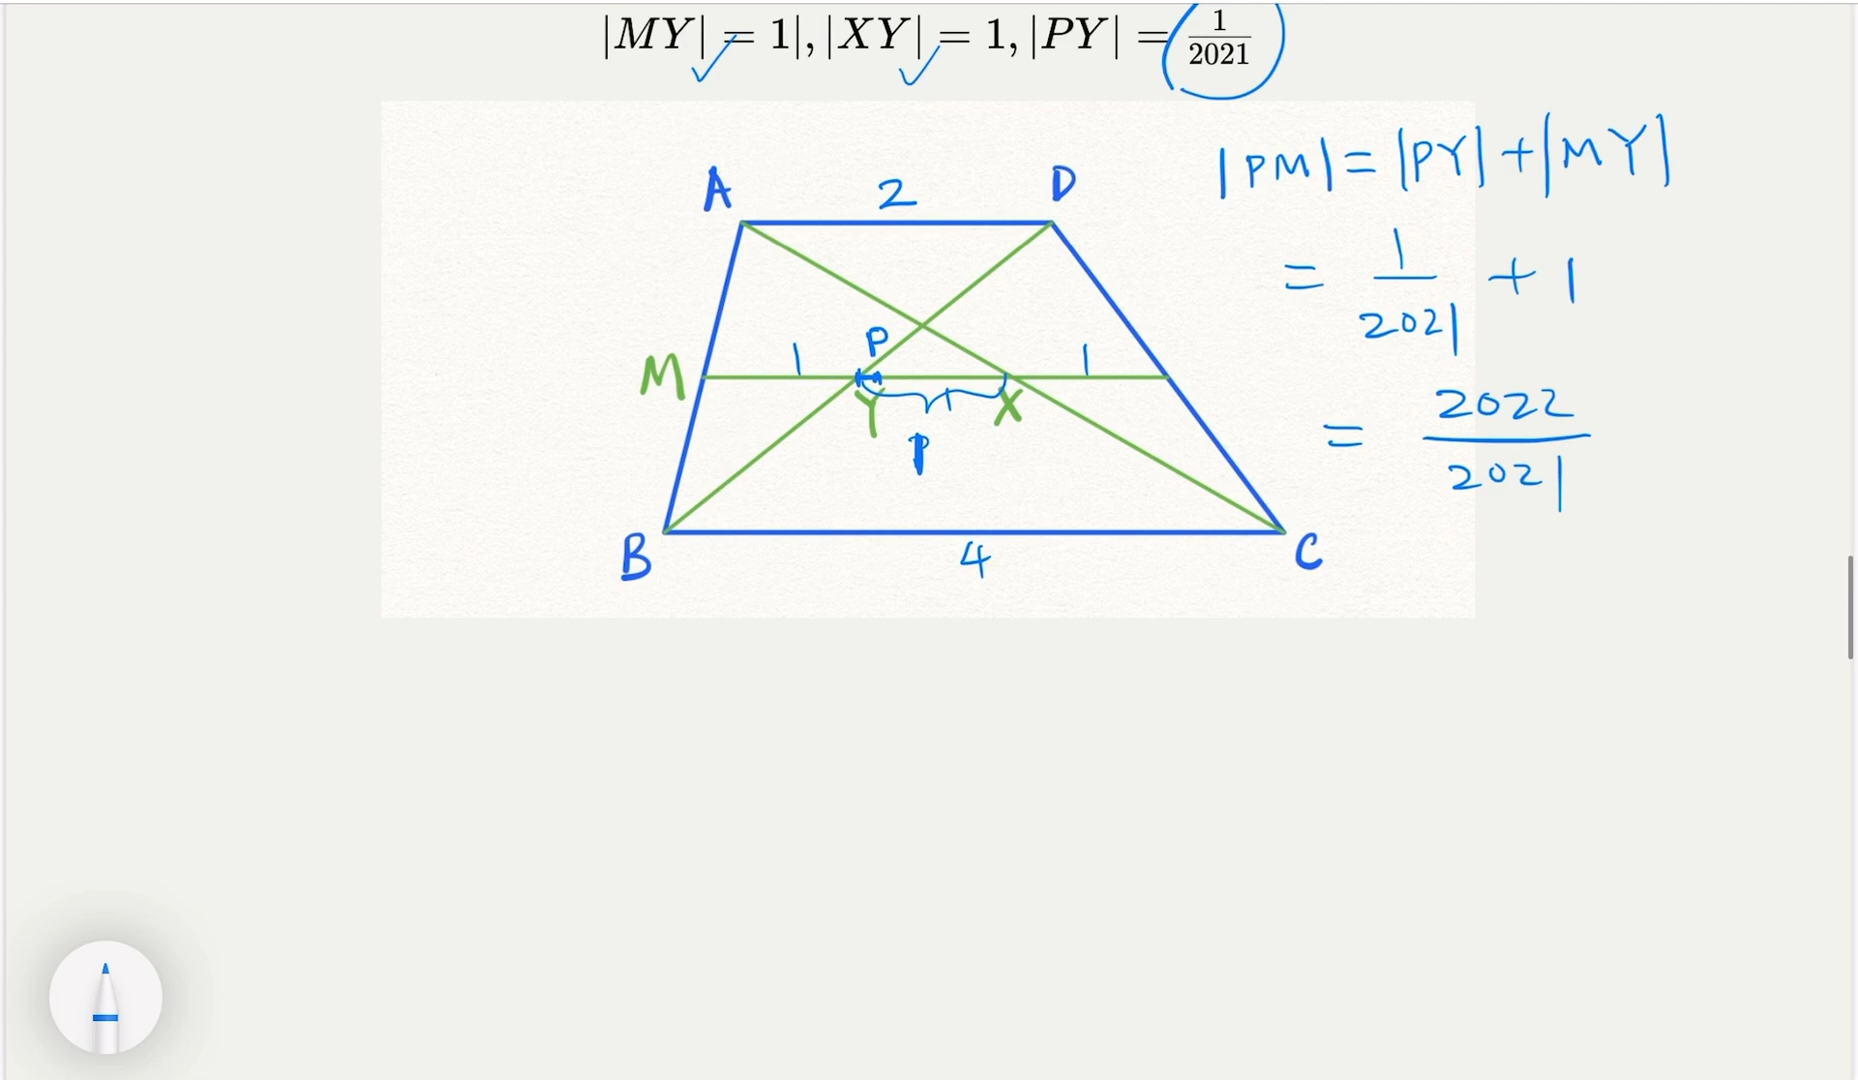 |MY| = 1|, |XY| = 1, |PY| = 1/2021
|PM| = |PY| + |MY|
A 2 D
= 1/2021 + 1
P
M 1 1
Y X
= 2022/2021
P
B 4 C